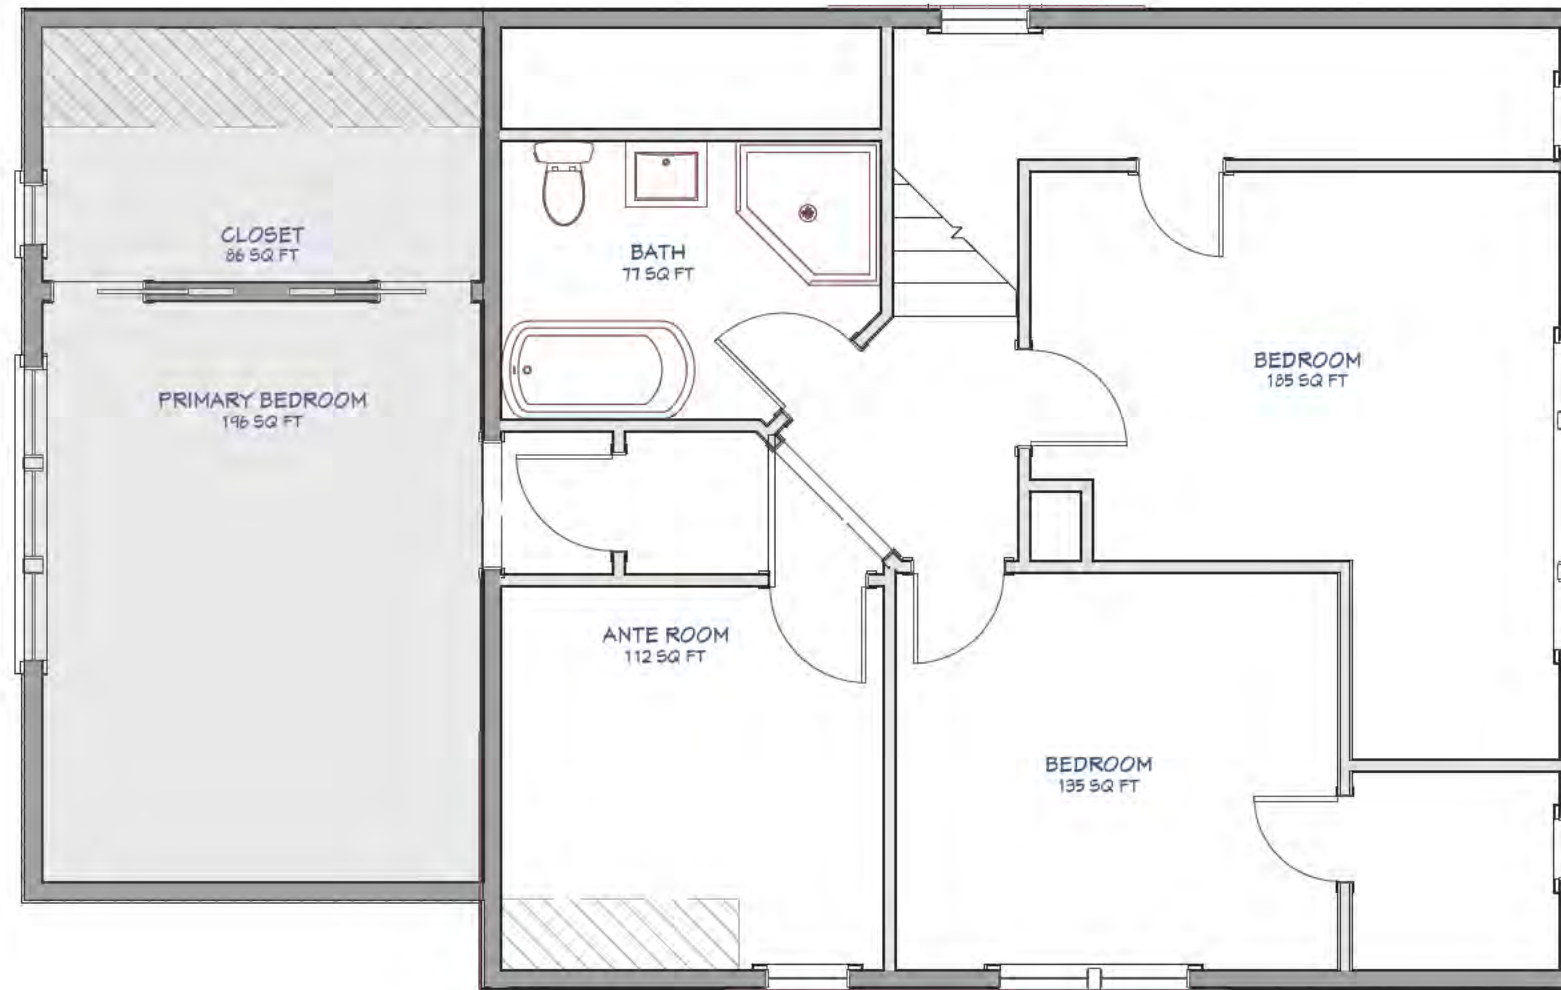 CLOSET
86 SQ FT
BATH
77 SQ FT
BEDROOM
185 SQ FT
PRIMARY BEDROOM
196 SQ FT
ANTE ROOM
112 SQ FT
BEDROOM
135 SQ FT